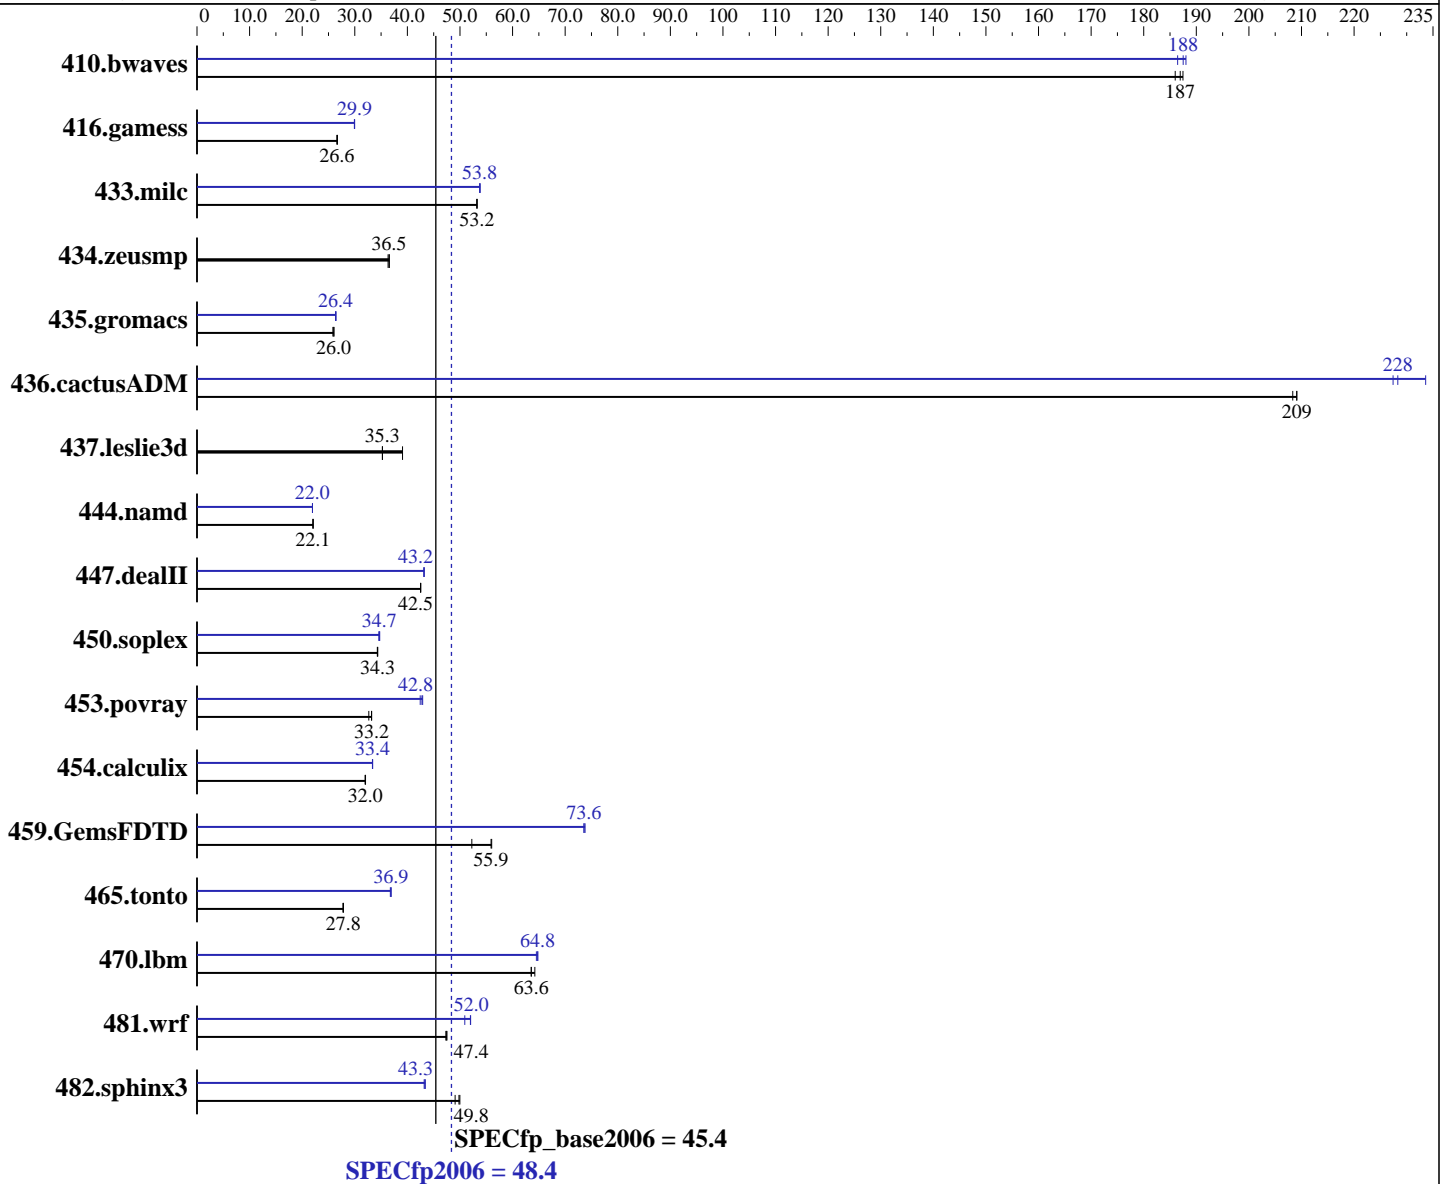 0 10.0 20.0 30.0 40.0 50.0 60.0 70.0 80.0 90.0 100 110 120 130 140 150 160 170 180 190 200 210 220 235
188
410.bwaves
187
29.9
416.gamess
26.6
53.8
433.milc
53.2
36.5
434.zeusmp
26.4
435.gromacs
26.0
228
436.cactusADM
209
35.3
437.leslie3d
22.0
444.namd
22.1
43.2
447.dealII
42.5
34.7
450.soplex
34.3
42.8
453.povray
33.2
33.4
454.calculix
32.0
73.6
459.GemsFDTD
55.9
36.9
465.tonto
27.8
64.8
470.lbm
63.6
52.0
481.wrf
47.4
43.3
482.sphinx3
49.8
SPECfp_base2006 = 45.4
SPECfp2006 = 48.4